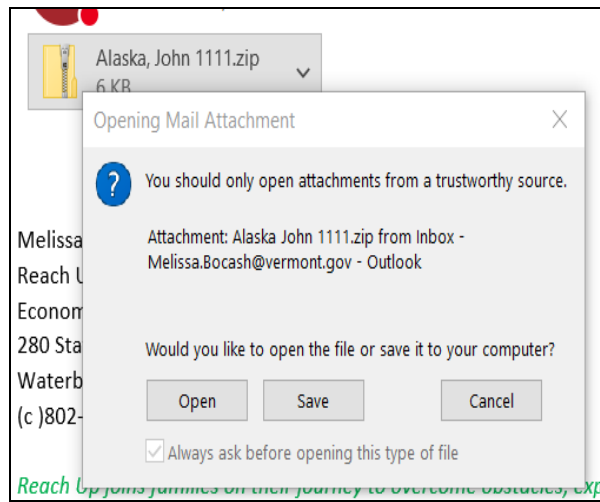 Alaska, John 1111.zip
6 KB
Opening Mail Attachment
You should only open attachments from a trustworthy source.
Attachment: Alaska John 1111.zip from Inbox -
Melissa.Bocash@vermont.gov - Outlook
Would you like to open the file or save it to your computer?
Open Save Cancel
Always ask before opening this type of file
Melissa
Reach U
Econom
280 Sta
Waterb
(c )802-
Reach Up joins families on their journey to overcome obstacles, exp